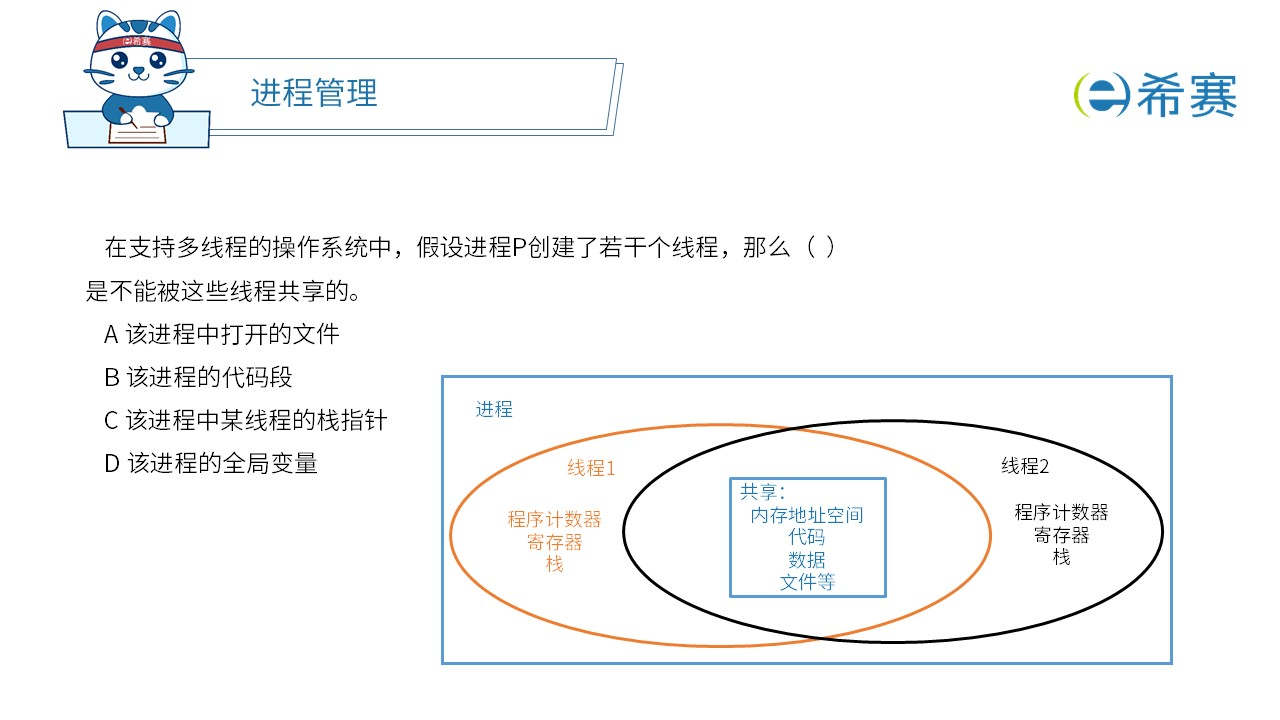 希赛
进程管理
希赛
在支持多线程的操作系统中，假设进程P创建了若干个线程，那么（ ）
是不能被这些线程共享的。
A 该进程中打开的文件
B 该进程的代码段
C 该进程中某线程的栈指针
D 该进程的全局变量
进程
线程1
程序计数器
寄存器
栈
共享：
内存地址空间
代码
数据
文件等
线程2
程序计数器
寄存器
栈